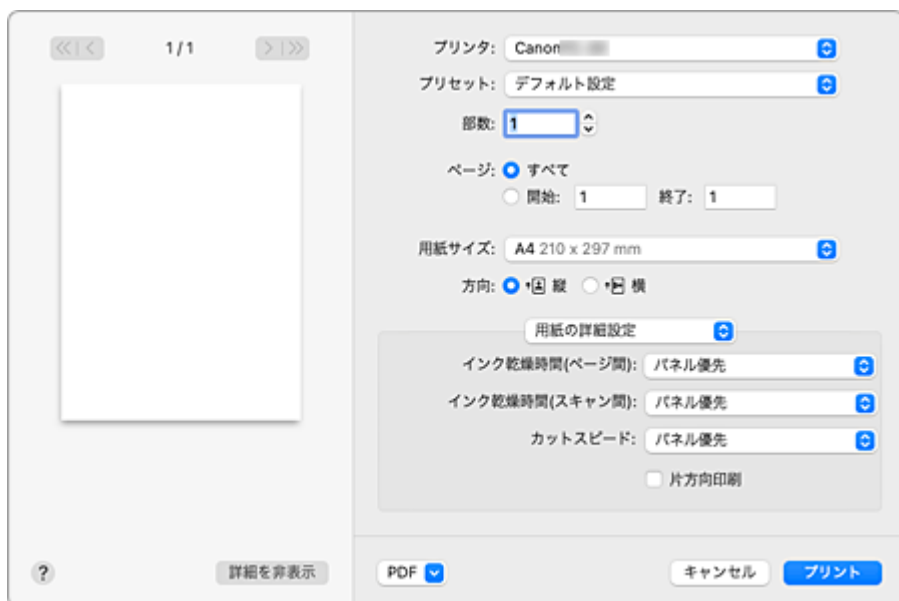 1 / 1
プリンタ: Canon
プリセット: デフォルト設定
部数: 1
ページ: すべて
開始: 1 終了: 1
用紙サイズ: A4 210 x 297 mm
方向: 縦 横
用紙の詳細設定
インク乾燥時間(ページ間): パネル優先
インク乾燥時間(スキャン間): パネル優先
カットスピード: パネル優先
片方向印刷
? 詳細を非表示 PDF キャンセル プリント